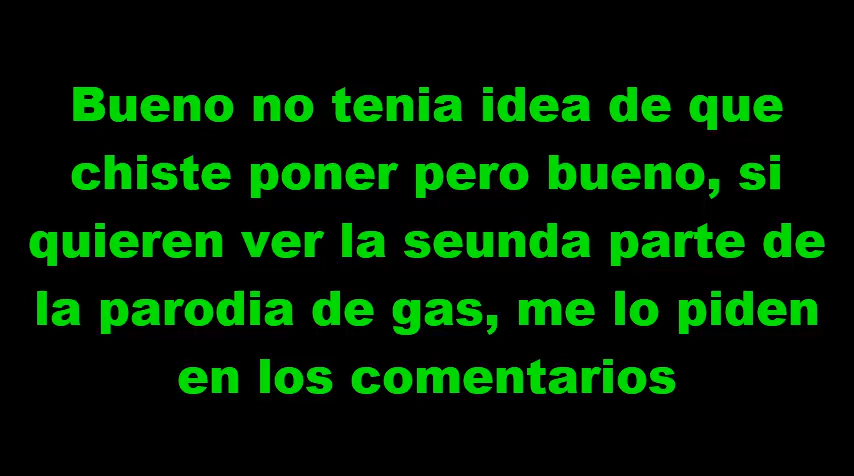 Bueno no tenia idea de que
chiste poner pero bueno, si
quieren ver la seunda parte de
la parodia de gas, me lo piden
en los comentarios